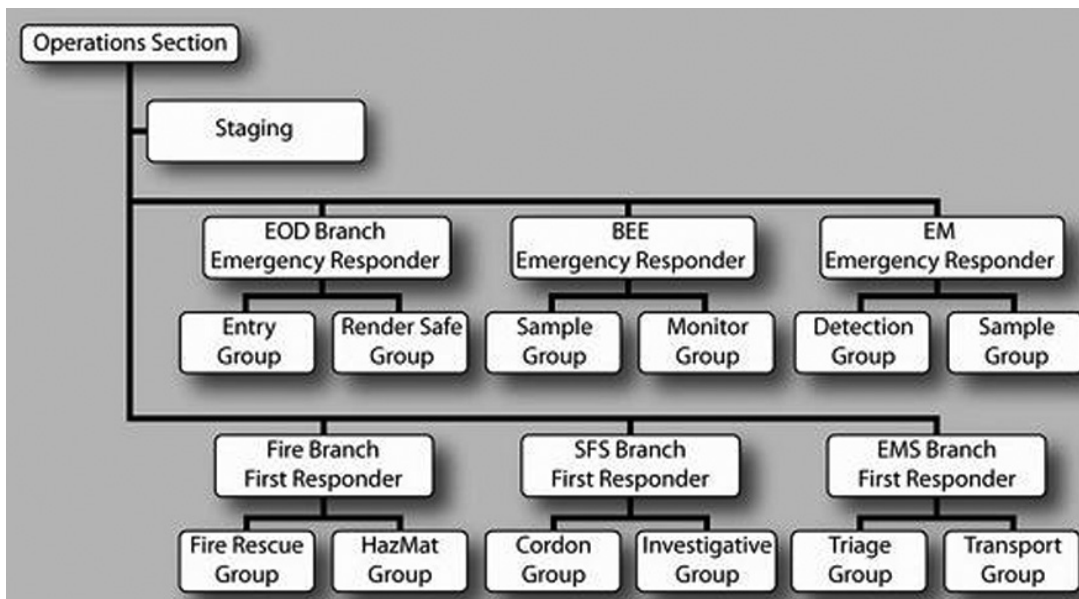 Operations Section
Staging
EOD Branch
Emergency Responder
BEE
Emergency Responder
EM
Emergency Responder
Entry
Group
Render Safe
Group
Sample
Group
Monitor
Group
Detection
Group
Sample
Group
Fire Branch
First Responder
SFS Branch
First Responder
EMS Branch
First Responder
Fire Rescue
Group
HazMat
Group
Cordon
Group
Investigative
Group
Triage
Group
Transport
Group